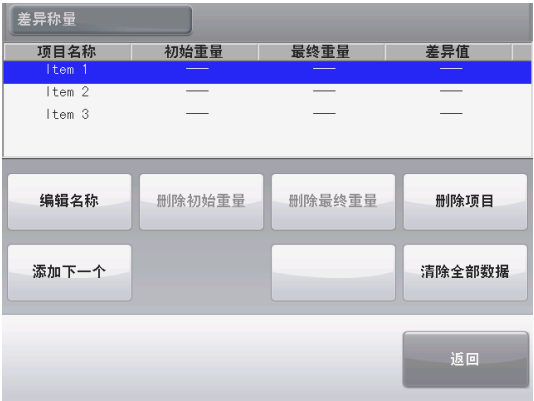 差异称量
项目名称 初始重量 最终重量 差异值
Item 1 — — —
Item 2 — — —
Item 3 — — —
编辑名称 删除初始重量 删除最终重量 删除项目
添加下一个 清除全部数据
返回